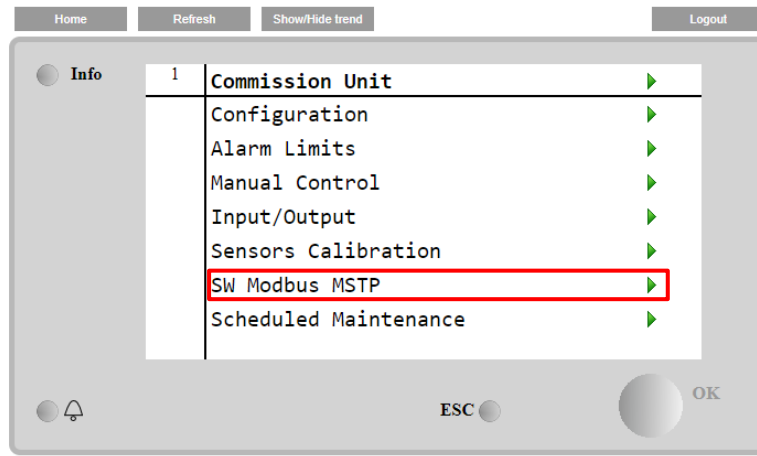 Home Refresh Show/Hide trend Logout
Info
1 Commission Unit
Configuration
Alarm Limits
Manual Control
Input/Output
Sensors Calibration
SW Modbus MSTP
Scheduled Maintenance
ESC OK